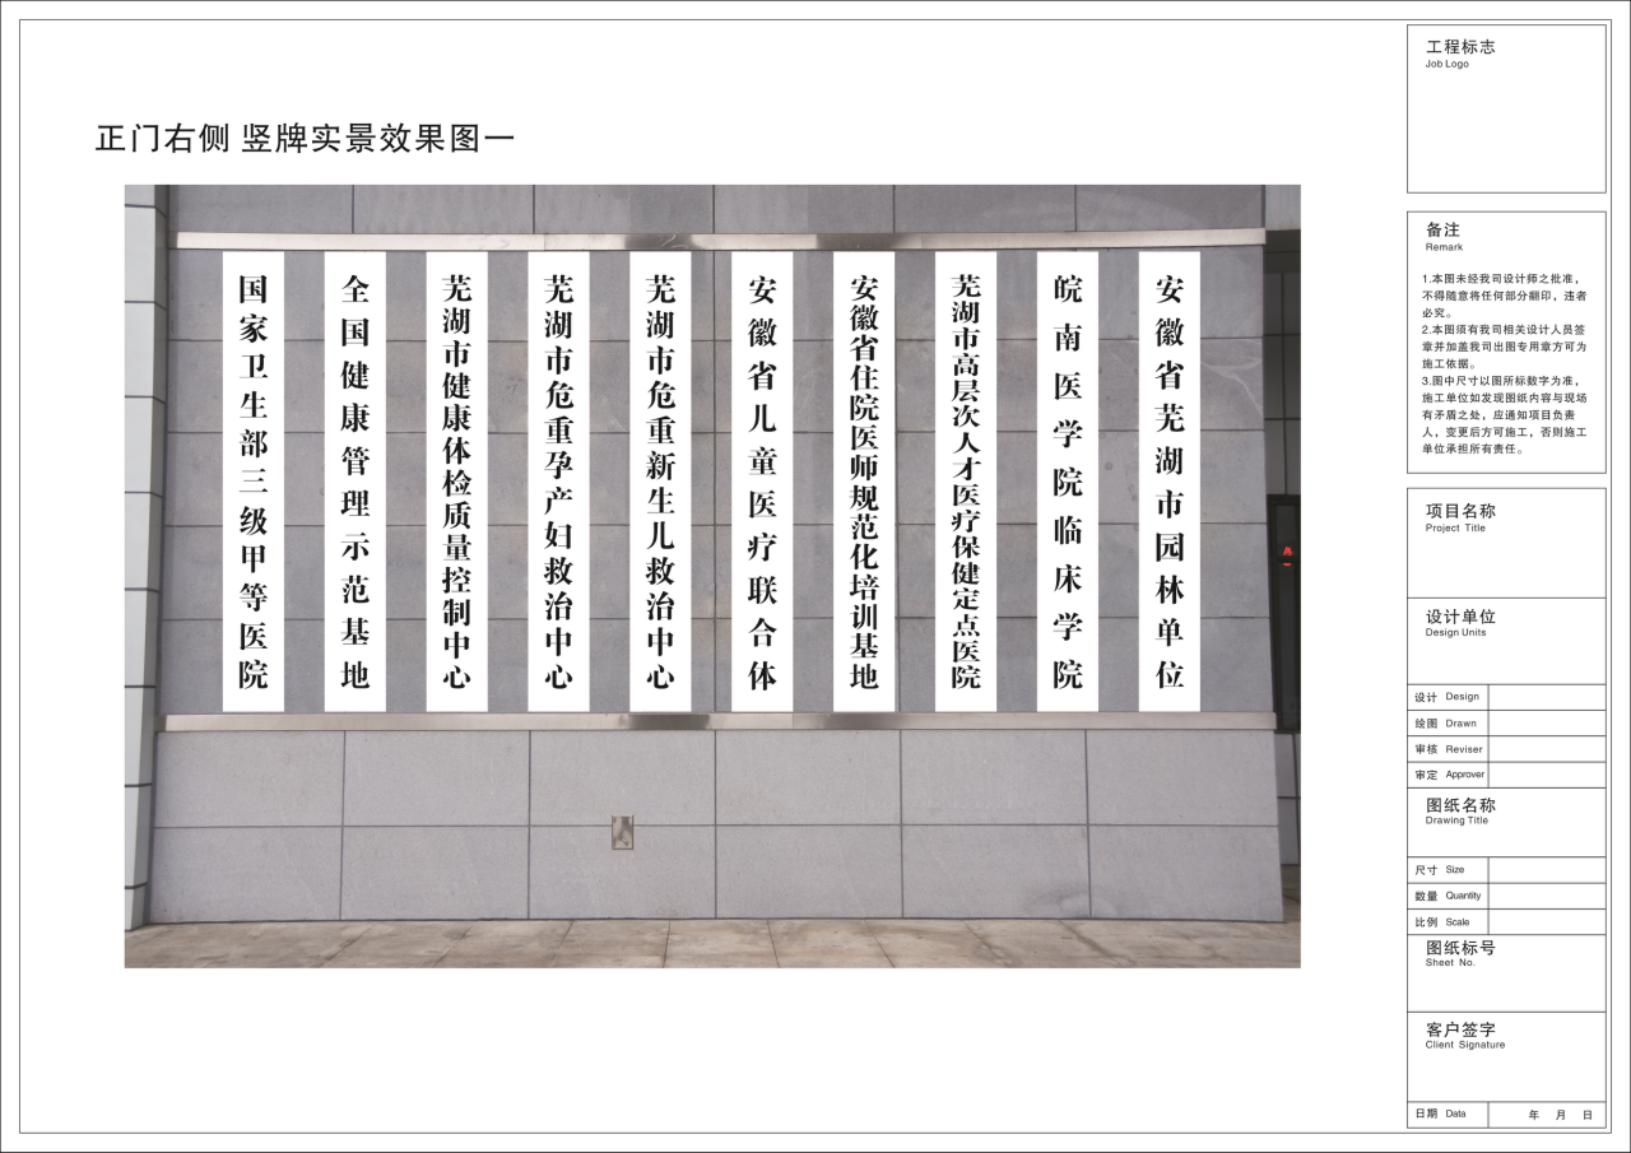 正门右侧 竖牌实景效果图一
国家卫生部三级甲等医院
全国健康管理示范基地
芜湖市健康体检质量控制中心
芜湖市危重孕产妇救治中心
芜湖市危重新生儿救治中心
安徽省儿童医疗联合体
安徽省住院医师规范化培训基地
芜湖市高层次人才医疗保健定点医院
皖南医学院临床学院
安徽省芜湖市园林单位
工程标志
Job Logo
备注
Remark
1.本图未经我司设计师之批准，
不得随意将任何部分翻印，违者
必究。
2.本图须有我司相关设计人员签
章并加盖我司出图专用章方可为
施工依据。
3.图中尺寸以图所标数字为准，
施工单位如发现图纸内容与现场
有矛盾之处，应通知项目负责
人，变更后方可施工，否则施工
单位承担所有责任。
项目名称
Project Title
设计单位
Design Units
设计 Design
绘图 Drawn
审核 Reviser
审定 Approver
图纸名称
Drawing Title
尺寸 Size
数量 Quantity
比例 Scale
图纸标号
Sheet No.
客户签字
Client Signature
日期 Data 年 月 日